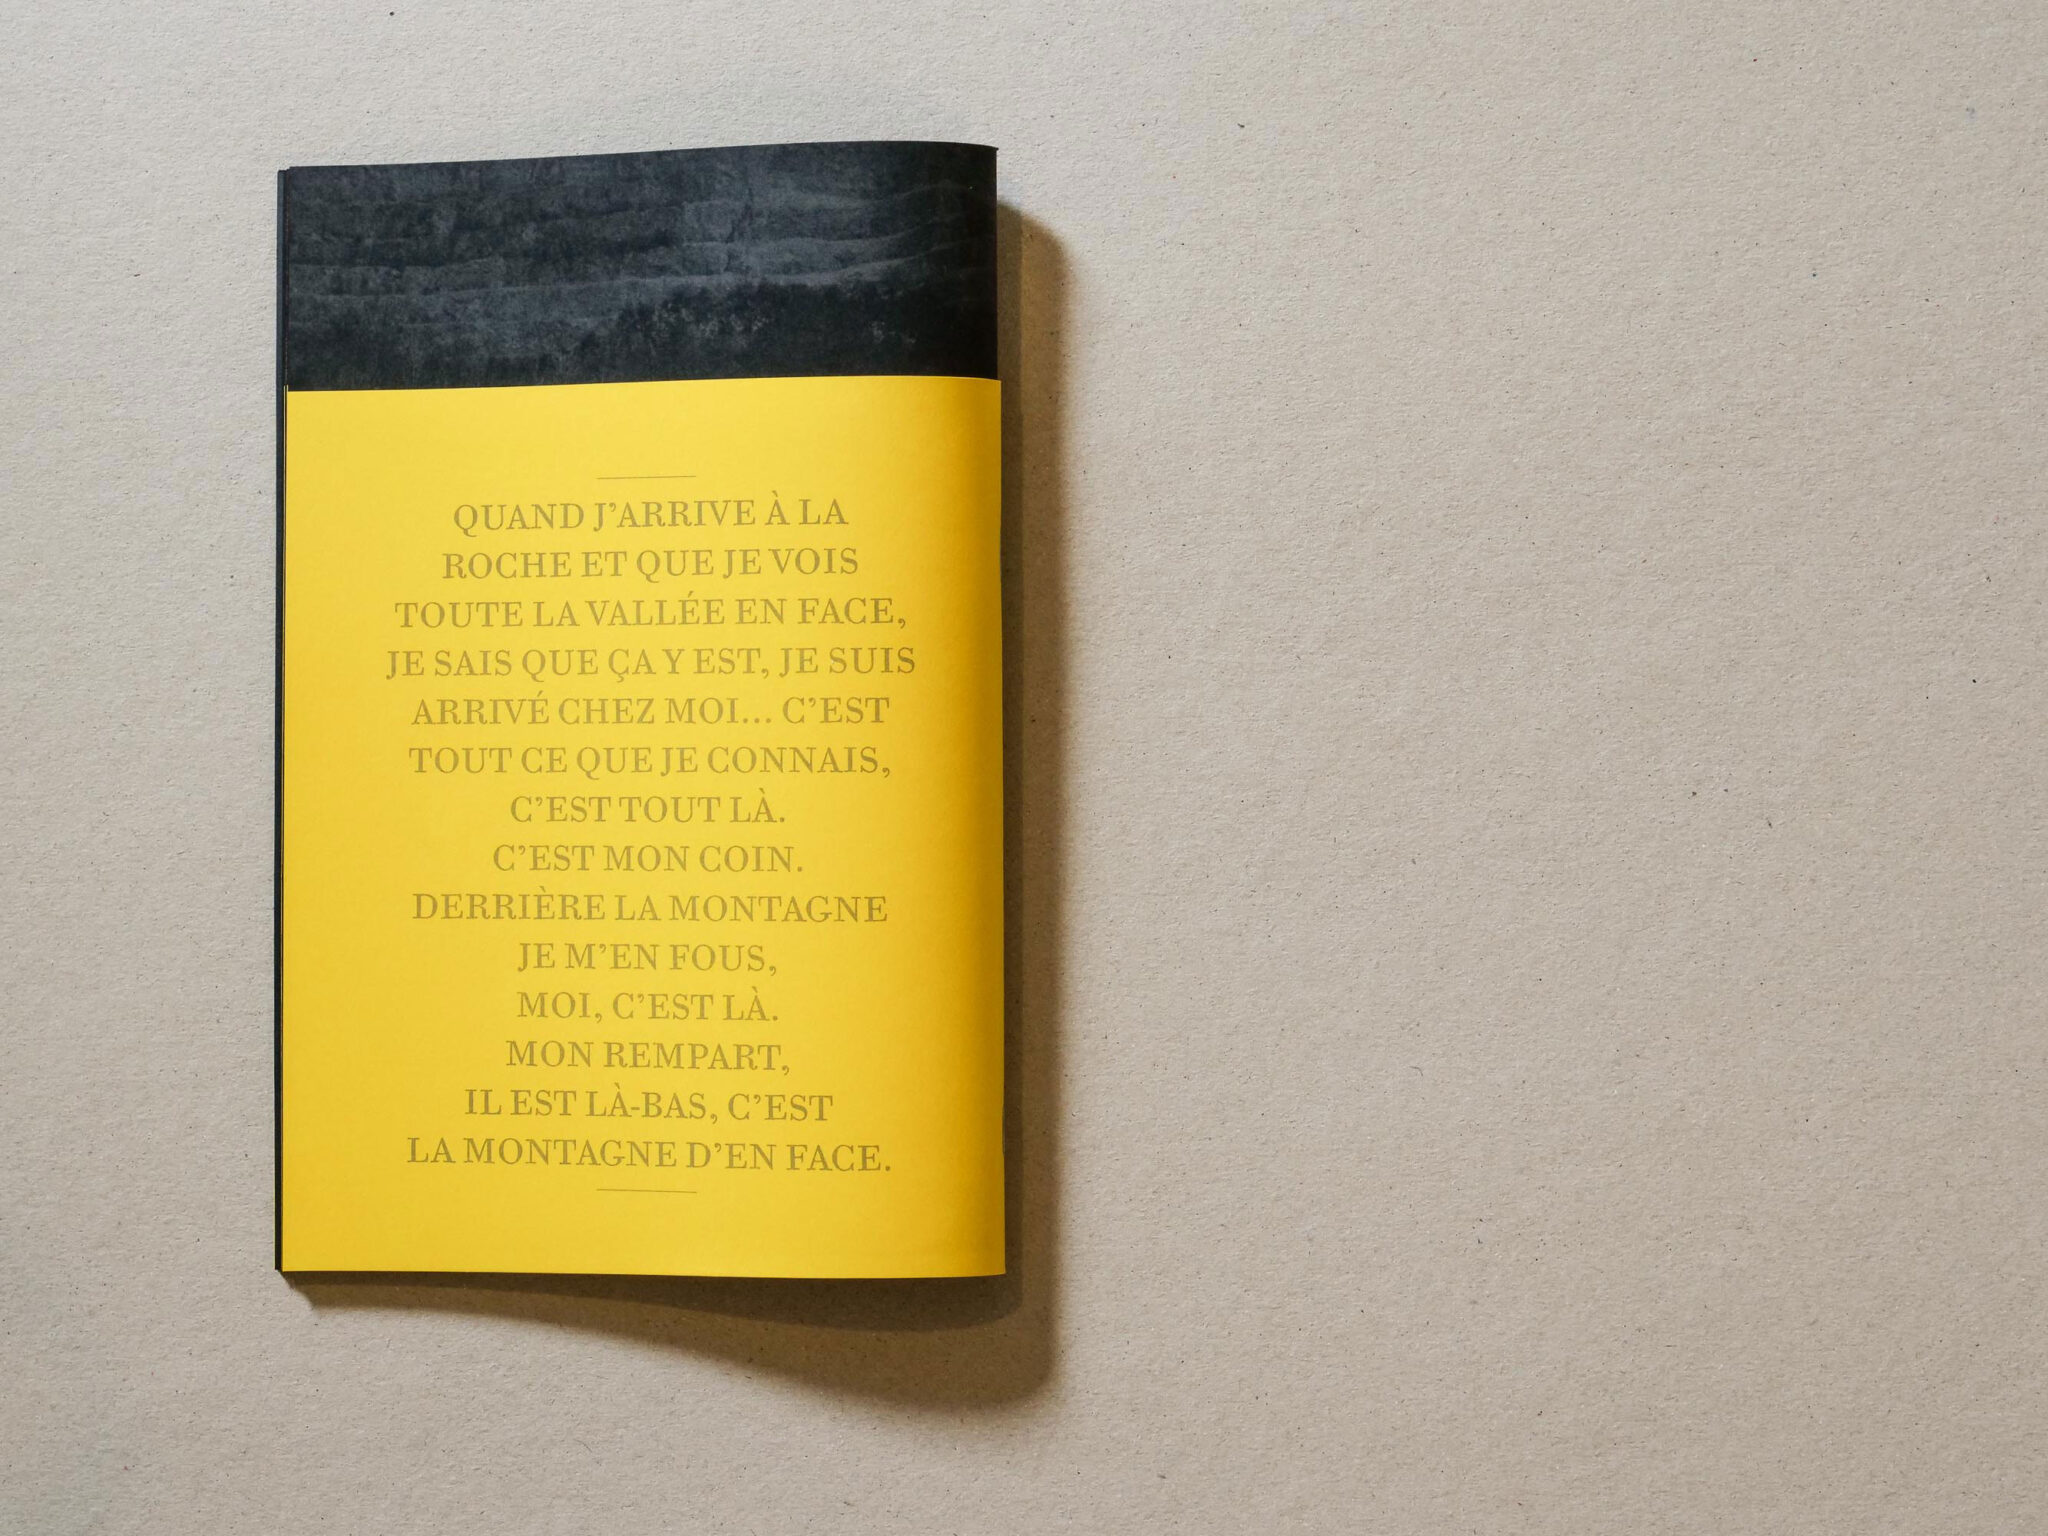 QUAND J’ARRIVE À LA
ROCHE ET QUE JE VOIS
TOUTE LA VALLÉE EN FACE,
JE SAIS QUE ÇA Y EST, JE SUIS
ARRIVÉ CHEZ MOI... C’EST
TOUT CE QUE JE CONNAIS,
C’EST TOUT LÀ.
C’EST MON COIN.
DERRIÈRE LA MONTAGNE
JE M’EN FOUS,
MOI, C’EST LÀ.
MON REMPART,
IL EST LÀ-BAS, C’EST
LA MONTAGNE D’EN FACE.